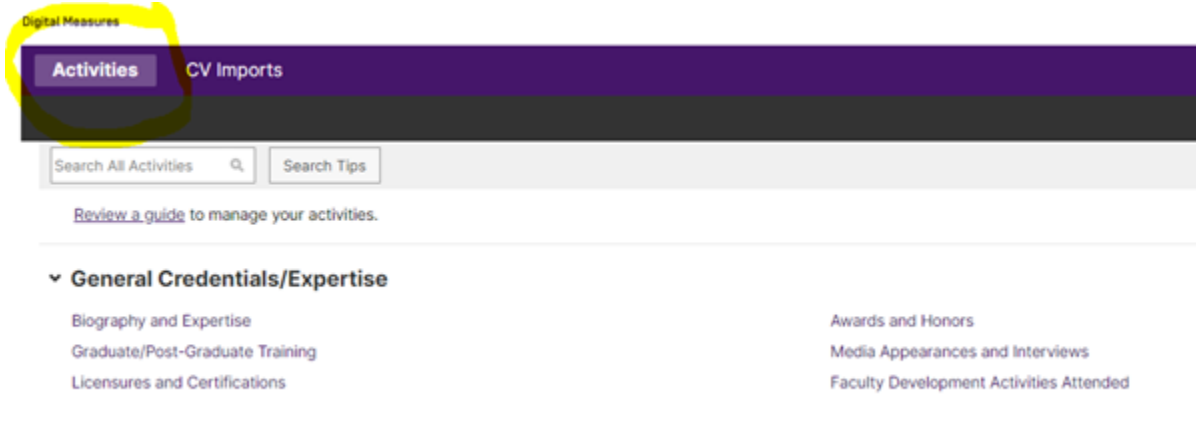 Digital Measures
Activities CV Imports
Search All Activities Search Tips
Review a guide to manage your activities.
General Credentials/Expertise
Biography and Expertise Awards and Honors
Graduate/Post-Graduate Training Media Appearances and Interviews
Licensures and Certifications Faculty Development Activities Attended